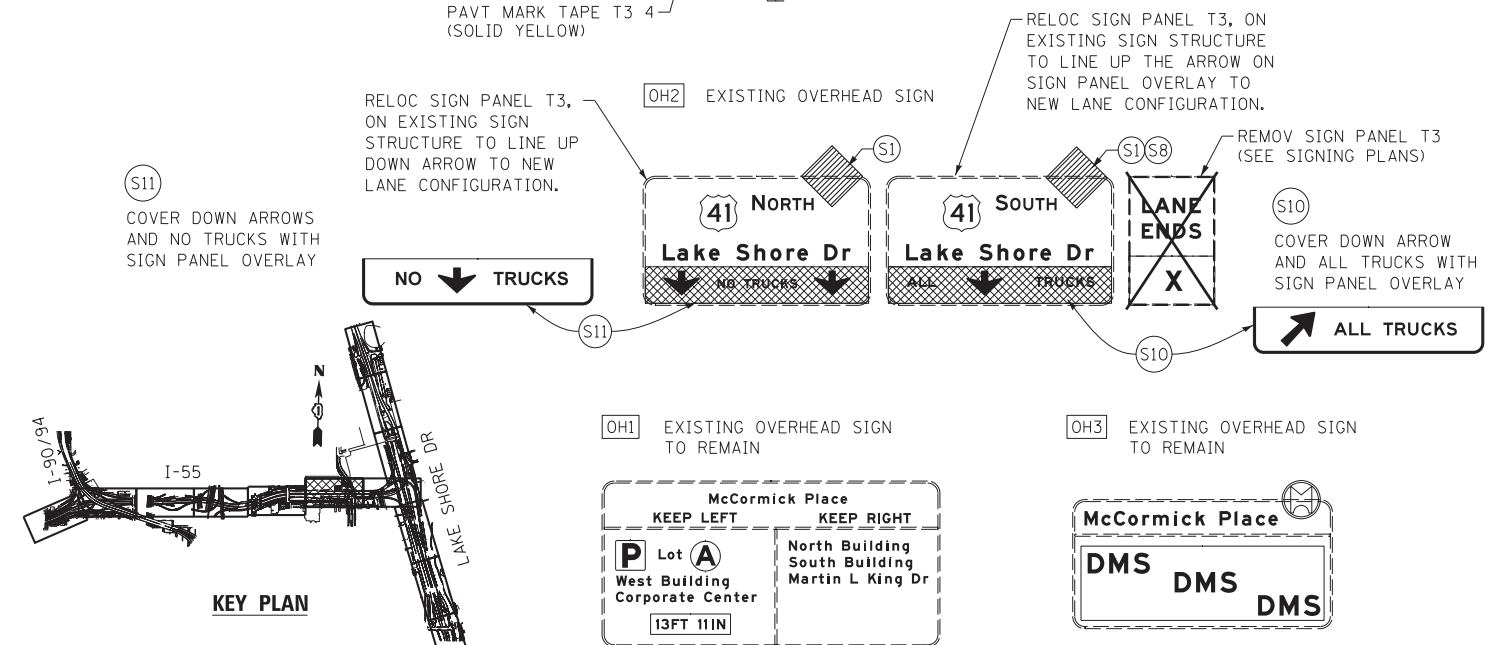 PAVT MARK TAPE T3 4
(SOLID YELLOW)
RELOC SIGN PANEL T3, ON
EXISTING SIGN STRUCTURE
TO LINE UP THE ARROW ON
SIGN PANEL OVERLAY TO
NEW LANE CONFIGURATION.
RELOC SIGN PANEL T3,
ON EXISTING SIGN
STRUCTURE TO LINE UP
DOWN ARROW TO NEW
LANE CONFIGURATION.
OH2 EXISTING OVERHEAD SIGN
S1
S1 S8
REMOV SIGN PANEL T3
(SEE SIGNING PLANS)
S11
COVER DOWN ARROWS
AND NO TRUCKS WITH
SIGN PANEL OVERLAY
NO TRUCKS
S11
41 NORTH
Lake Shore Dr
NO TRUCKS
41 SOUTH
Lake Shore Dr
ALL TRUCKS
LANE
ENDS
X
S10
COVER DOWN ARROW
AND ALL TRUCKS WITH
SIGN PANEL OVERLAY
S10
ALL TRUCKS
N
I-90/94
I-55
LAKE SHORE DR
KEY PLAN
OH1 EXISTING OVERHEAD SIGN
TO REMAIN
McCormick Place
KEEP LEFT KEEP RIGHT
P Lot A
West Building
Corporate Center
13FT 11IN
North Building
South Building
Martin L King Dr
OH3 EXISTING OVERHEAD SIGN
TO REMAIN
McCormick Place
DMS
DMS
DMS